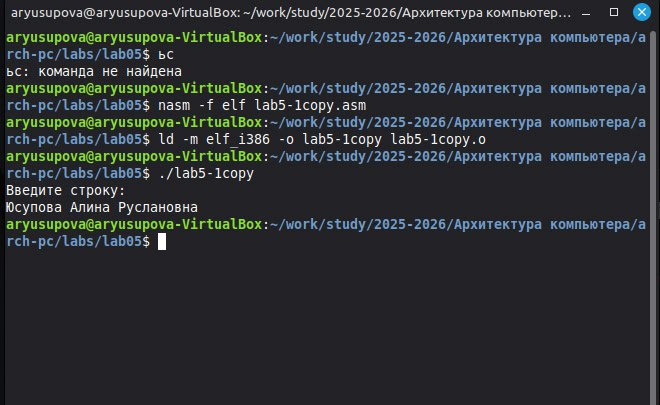 aryusupova@aryusupova-VirtualBox: ~/work/study/2025-2026/Архитектура компьютер...
aryusupova@aryusupova-VirtualBox:~/work/study/2025-2026/Архитектура компьютера/a
rch-pc/labs/lab05$ ьс
ьс: команда не найдена
aryusupova@aryusupova-VirtualBox:~/work/study/2025-2026/Архитектура компьютера/a
rch-pc/labs/lab05$ nasm -f elf lab5-1copy.asm
aryusupova@aryusupova-VirtualBox:~/work/study/2025-2026/Архитектура компьютера/a
rch-pc/labs/lab05$ ld -m elf_i386 -o lab5-1copy lab5-1copy.o
aryusupova@aryusupova-VirtualBox:~/work/study/2025-2026/Архитектура компьютера/a
rch-pc/labs/lab05$ ./lab5-1copy
Введите строку:
Юсупова Алина Руслановна
aryusupova@aryusupova-VirtualBox:~/work/study/2025-2026/Архитектура компьютера/a
rch-pc/labs/lab05$